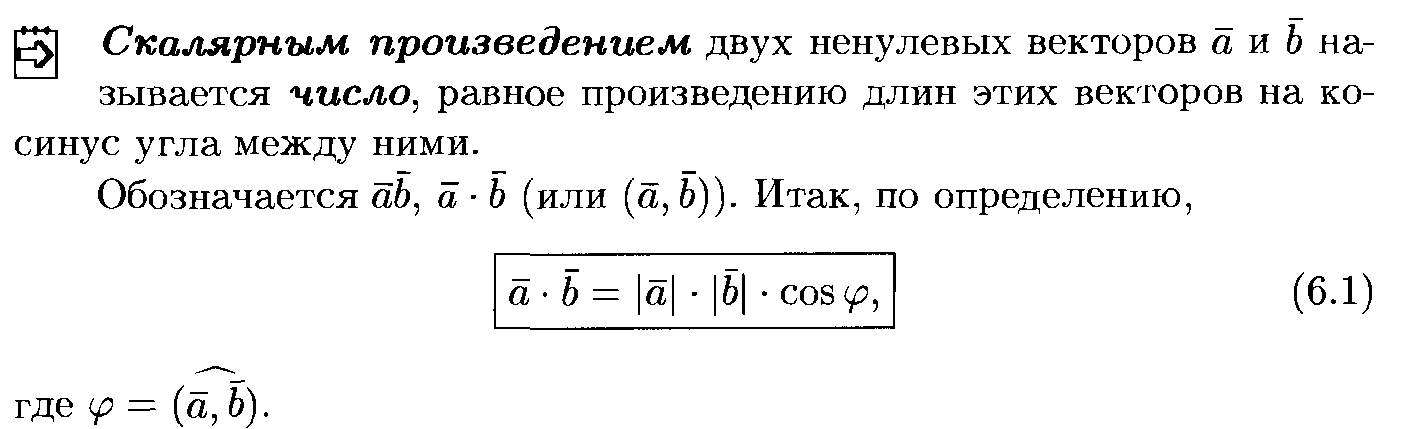 Скалярным произведением двух ненулевых векторов a̅ и b̅ на-
зывается число, равное произведению длин этих векторов на ко-
синус угла между ними.
Обозначается a̅b̅, a̅ · b̅ (или (a̅, b̅)). Итак, по определению,
a̅ · b̅ = |a̅| · |b̅| · cos φ, (6.1)
где φ = (a̅,^b̅).